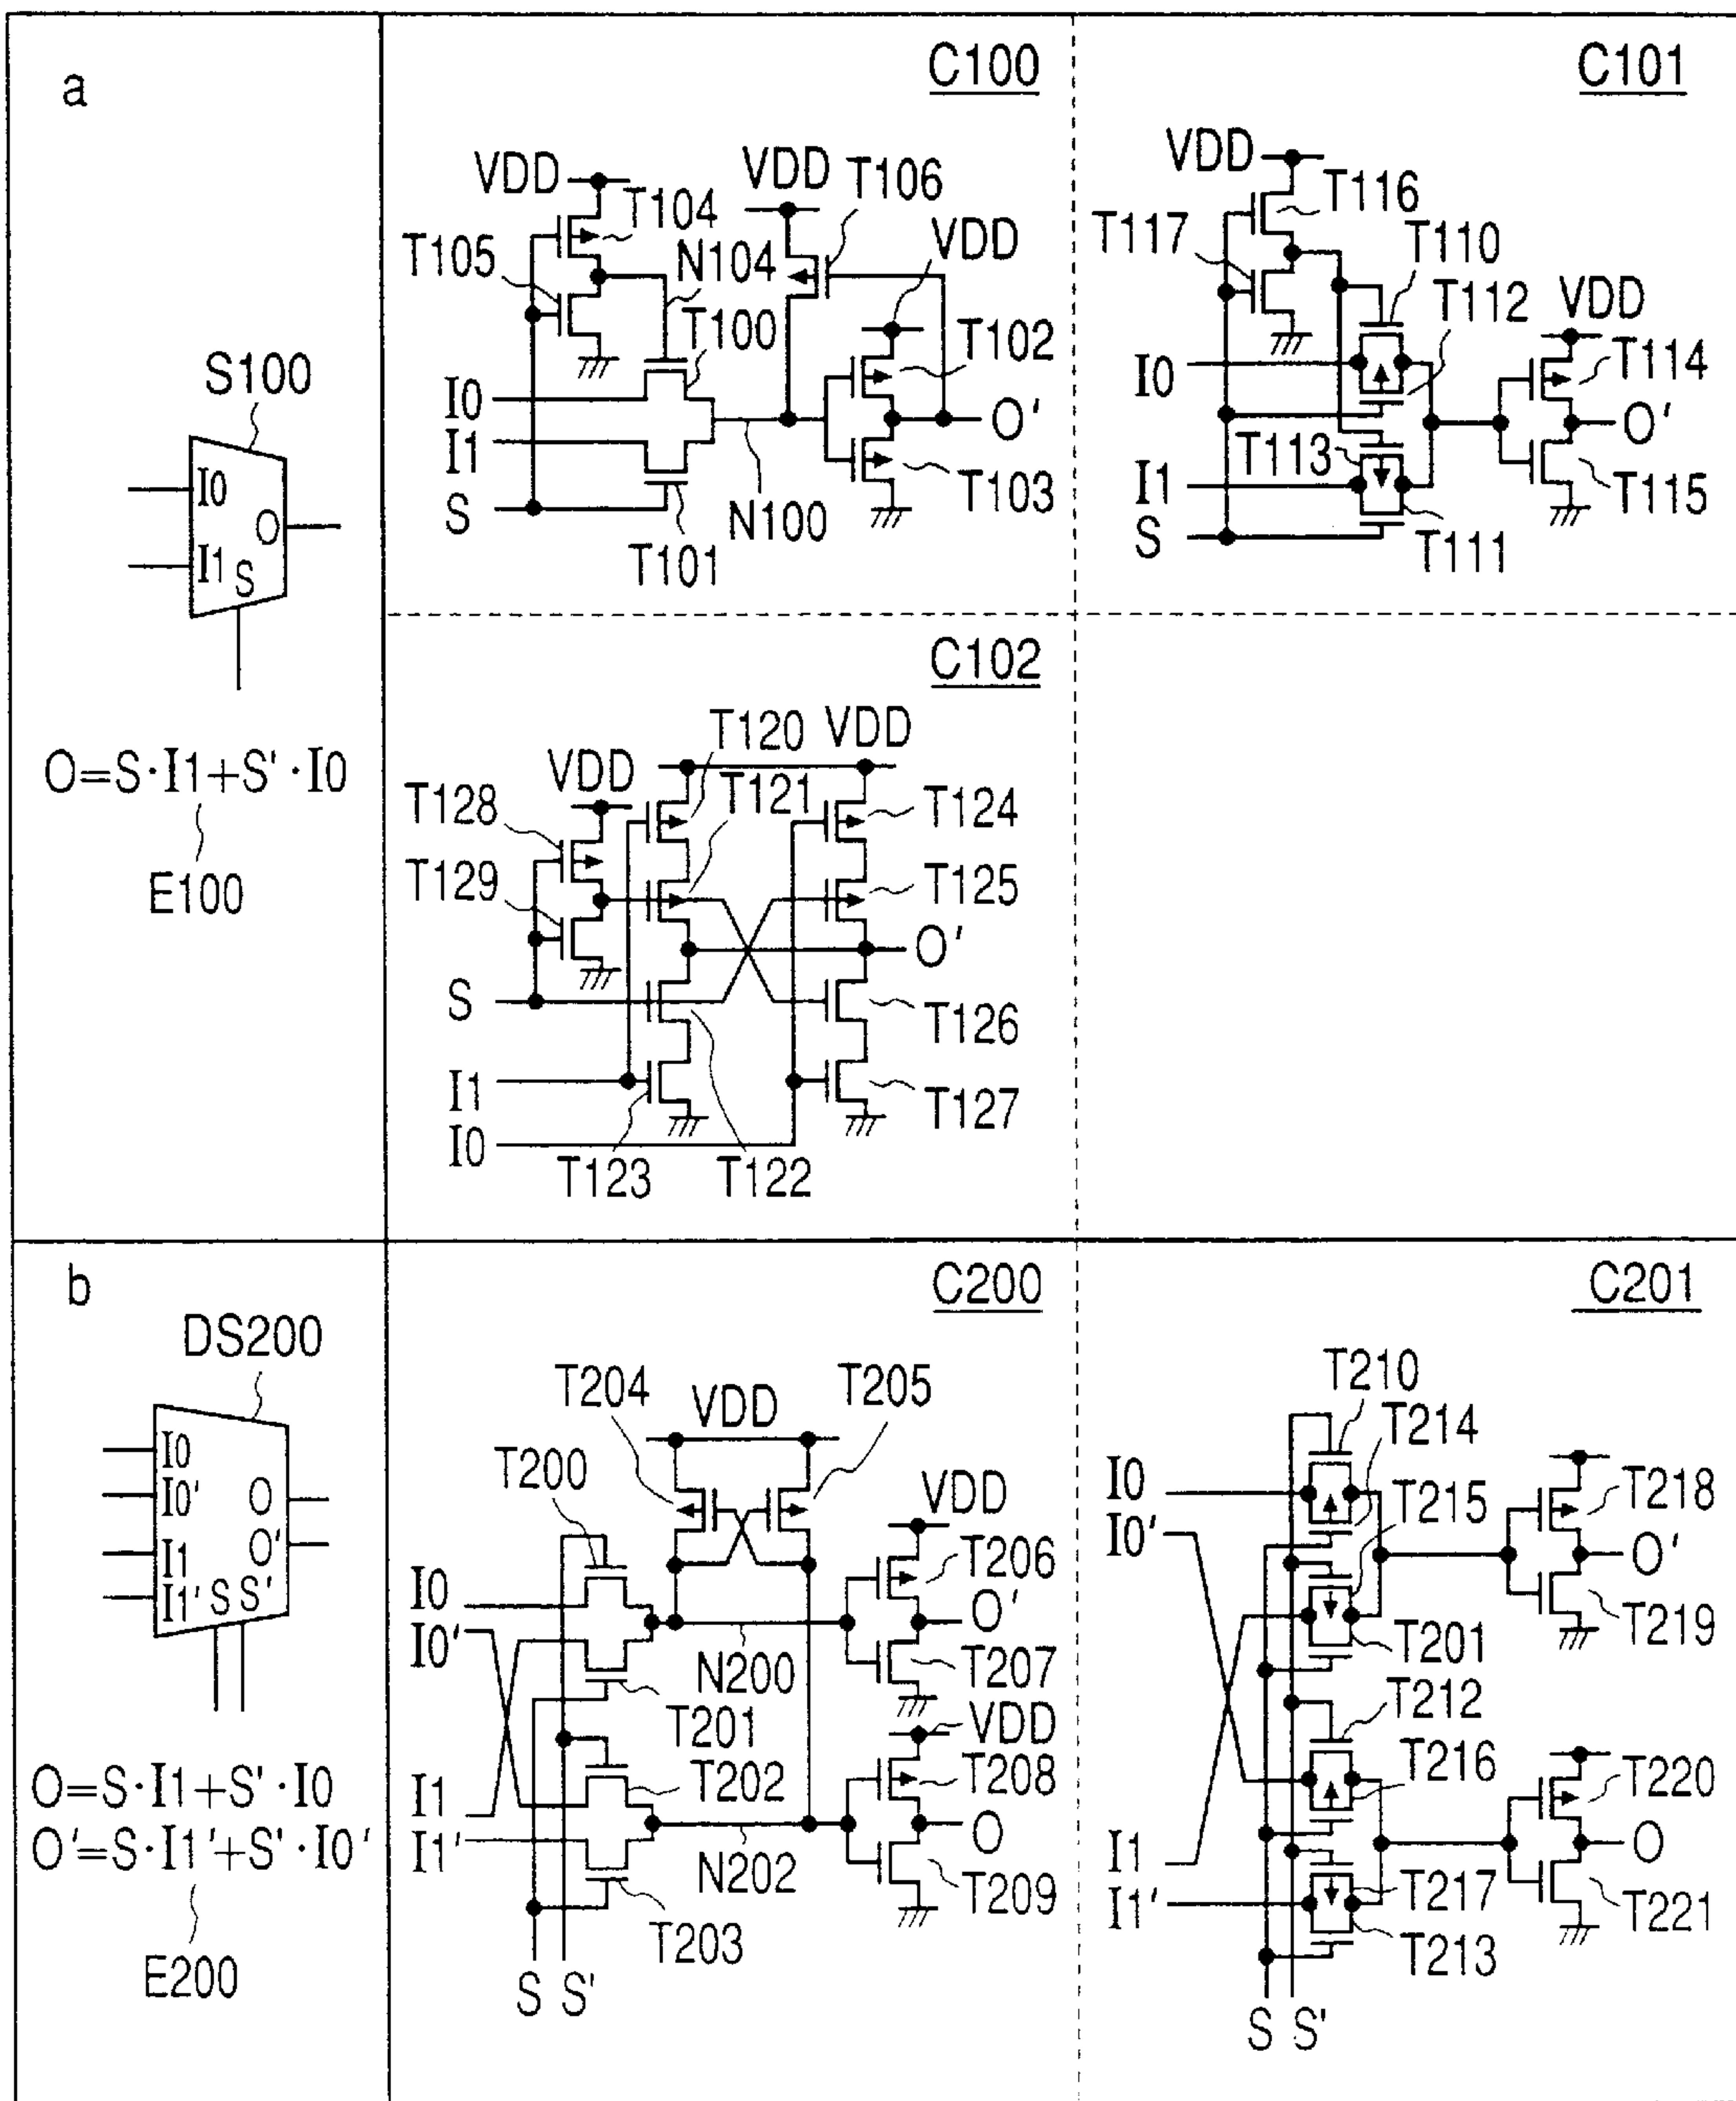 a
S100
I0
I1
S
O
O=S·I1+S'·I0
E100
C100
VDD
T104
T105
N104
VDD
T106
VDD
T100
T102
I0
I1
S
O'
T103
N100
T101
C101
VDD
T116
T117
T110
T112
VDD
T114
I0
O'
T113
I1
S
T115
T111
C102
T120
VDD
VDD
T121
T128
T124
T129
T125
O'
S
T126
I1
T127
I0
T123
T122
b
DS200
I0
I0'
I1
I1'
S
S'
O
O'
O=S·I1+S'·I0
O'=S·I1'+S'·I0'
E200
C200
T204
VDD
T205
T200
VDD
T206
I0
I0'
O'
N200
T207
T201
VDD
I1
T202
T208
I1'
O
N202
T209
T203
S
S'
C201
T210
T214
I0
T215
T218
I0'
O'
T201
T219
T212
T216
T220
I1
O
I1'
T217
T221
T213
S
S'